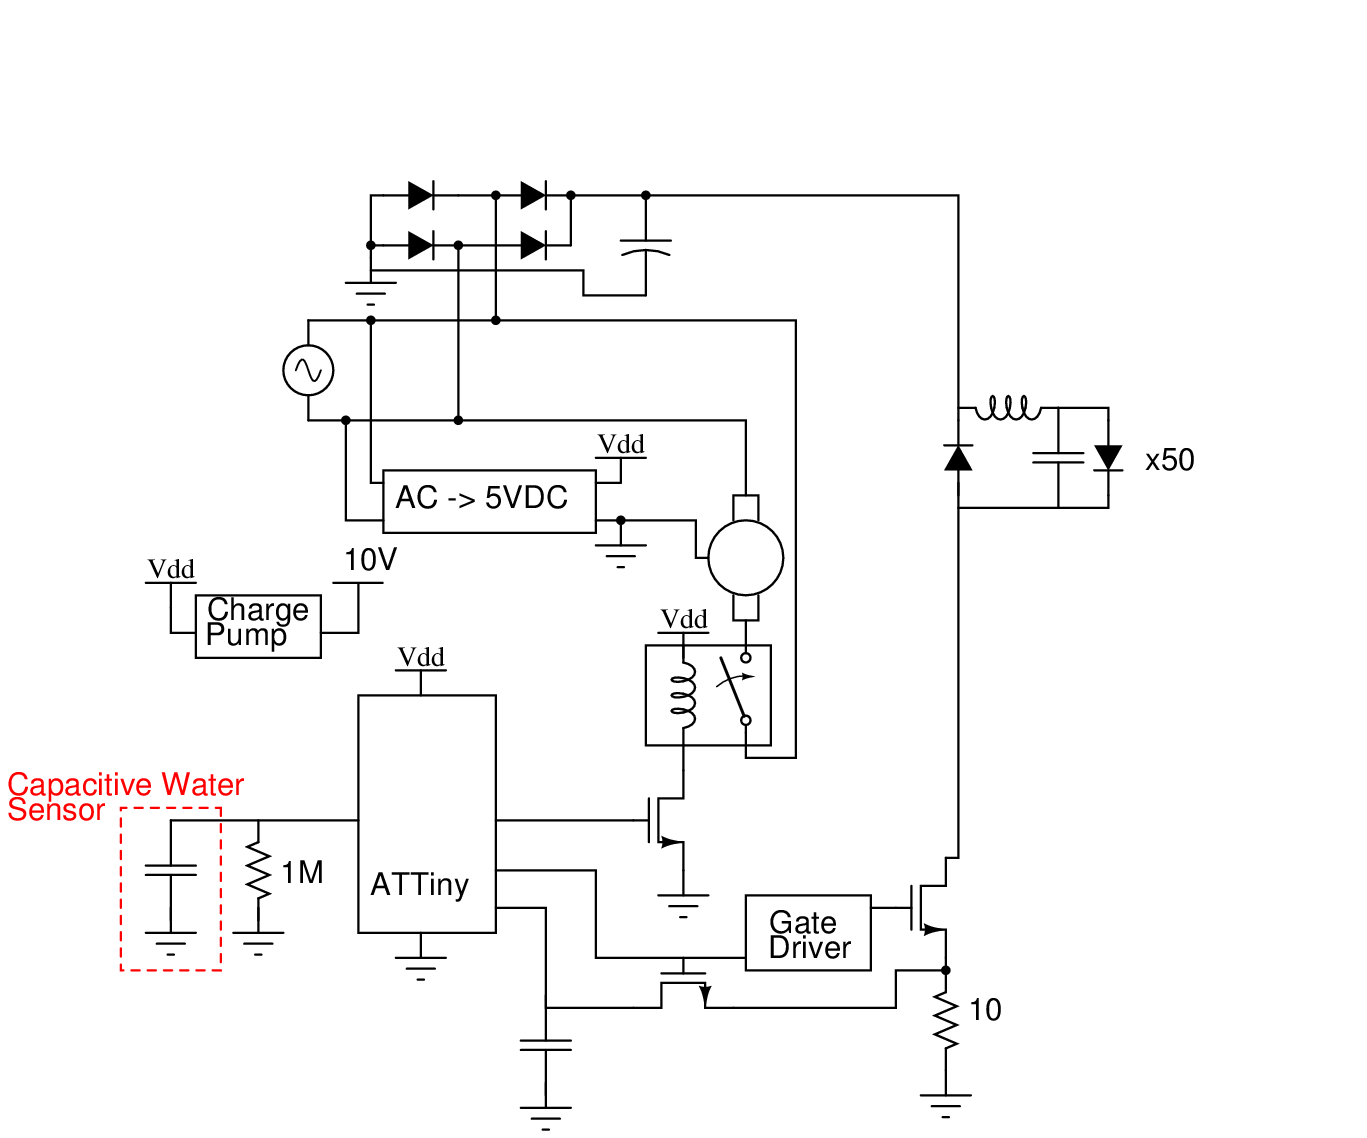 Vdd
AC -> 5VDC
x50
10V
Vdd
Charge
Pump
Vdd
Vdd
Capacitive Water
Sensor
1M
ATTiny
Gate
Driver
10